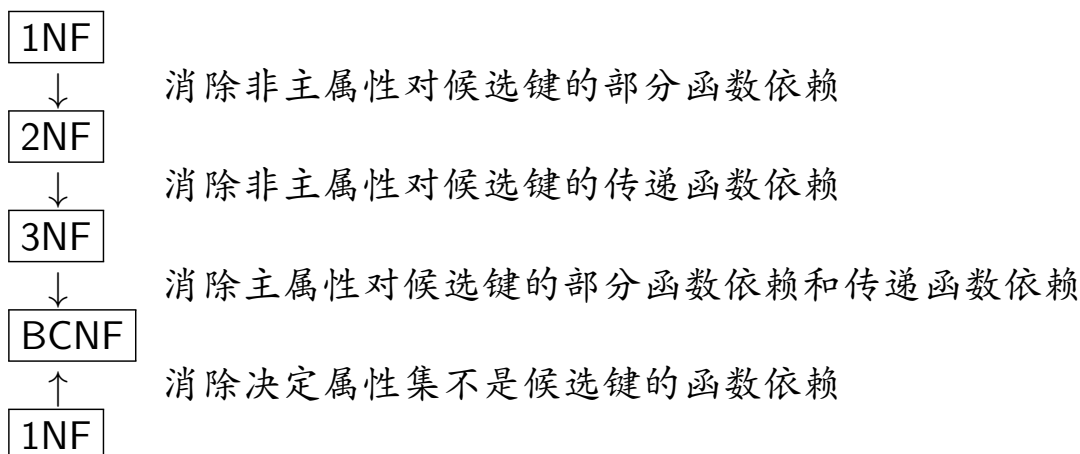 1NF
↓ 消除非主属性对候选键的部分函数依赖
2NF
↓ 消除非主属性对候选键的传递函数依赖
3NF
↓ 消除主属性对候选键的部分函数依赖和传递函数依赖
BCNF
↑ 消除决定属性集不是候选键的函数依赖
1NF